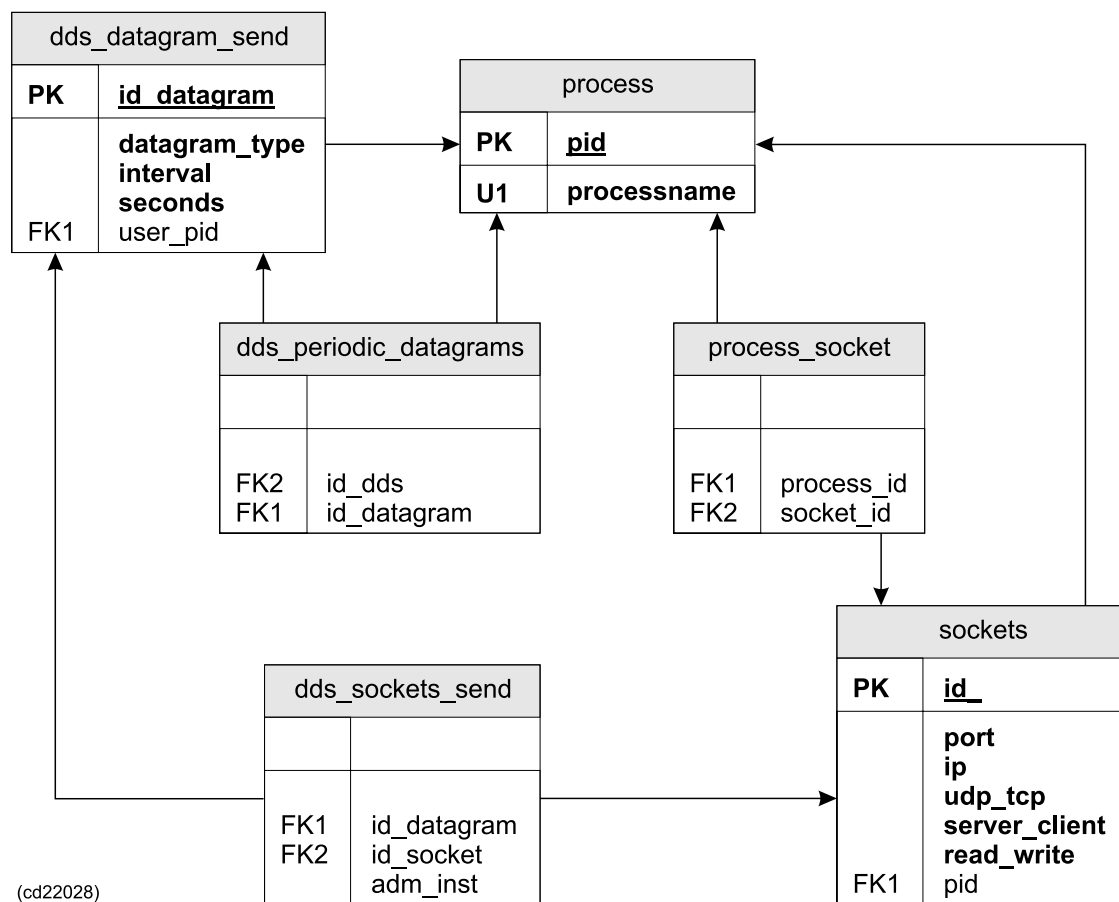 dds_datagram_send
PK id_datagram
datagram_type
interval
seconds
FK1 user_pid
process
PK pid
U1 processname
dds_periodic_datagrams
FK2 id_dds
FK1 id_datagram
process_socket
FK1 process_id
FK2 socket_id
dds_sockets_send
FK1 id_datagram
FK2 id_socket
adm_inst
sockets
PK id_
port
ip
udp_tcp
server_client
read_write
FK1 pid
(cd22028)